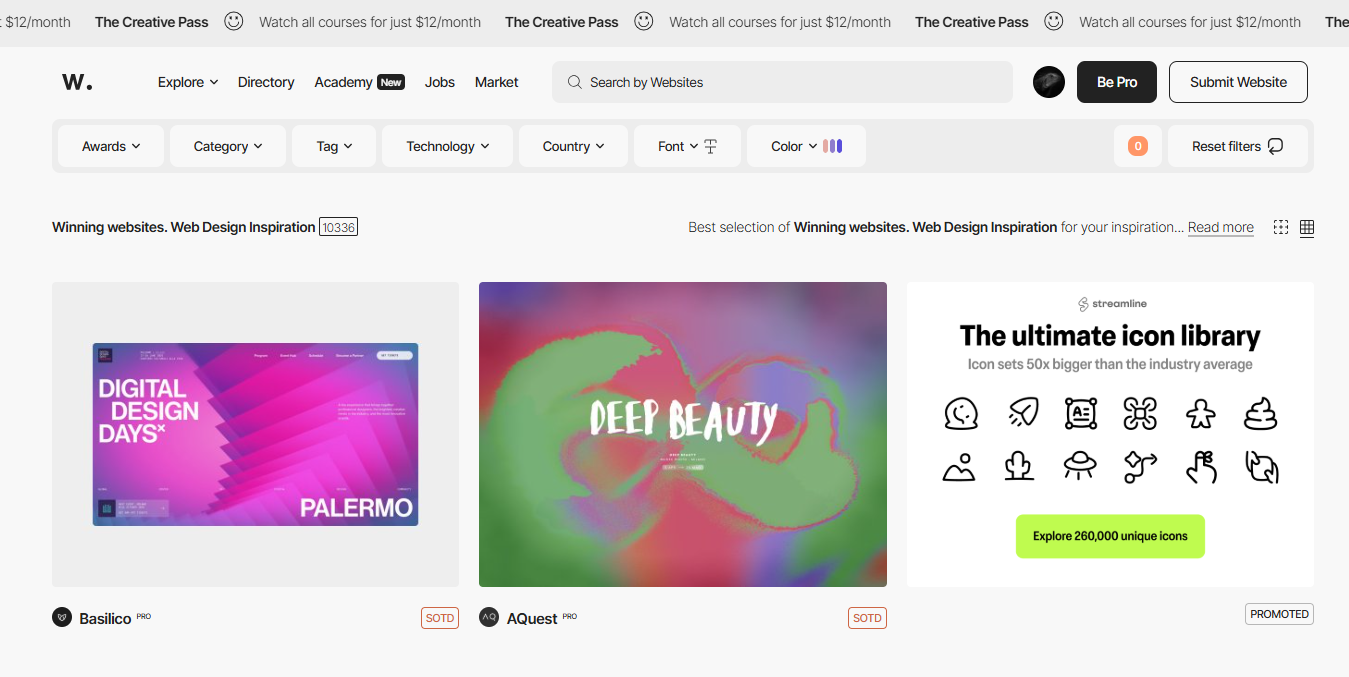 $12/month The Creative Pass Watch all courses for just $12/month The Creative Pass Watch all courses for just $12/month The Creative Pass Watch all courses for just $12/month The
W. Explore Directory Academy New Jobs Market Search by Websites Be Pro Submit Website
Awards Category Tag Technology Country Font Color 0 Reset filters
Winning websites. Web Design Inspiration 10336
Best selection of Winning websites. Web Design Inspiration for your inspiration... Read more
DIGITAL
DESIGN
DAYSx
PALERMO
DEEP BEAUTY
streamline
The ultimate icon library
Icon sets 50x bigger than the industry average
Explore 260,000 unique icons
Basilico PRO SOTD
AQ AQuest PRO SOTD
PROMOTED